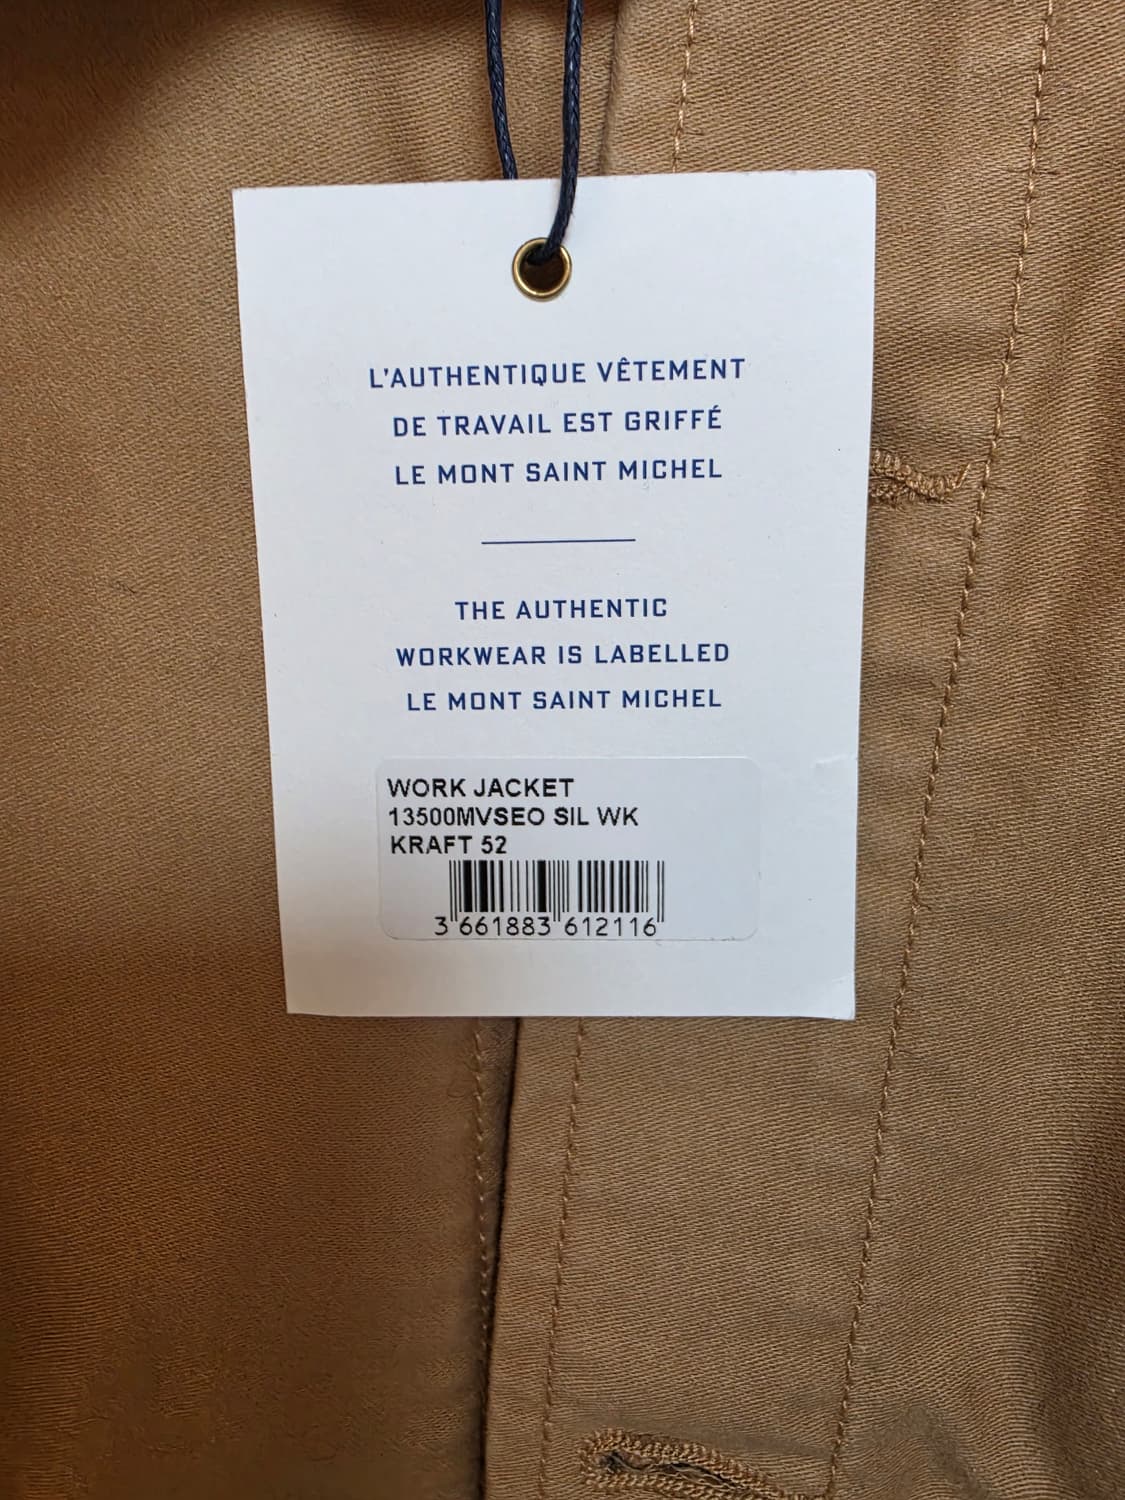 L'AUTHENTIQUE VÊTEMENT
DE TRAVAIL EST GRIFFÉ
LE MONT SAINT MICHEL
THE AUTHENTIC
WORKWEAR IS LABELLED
LE MONT SAINT MICHEL
WORK JACKET
13500MVSEO SIL WK
KRAFT 52
3 661883 612116